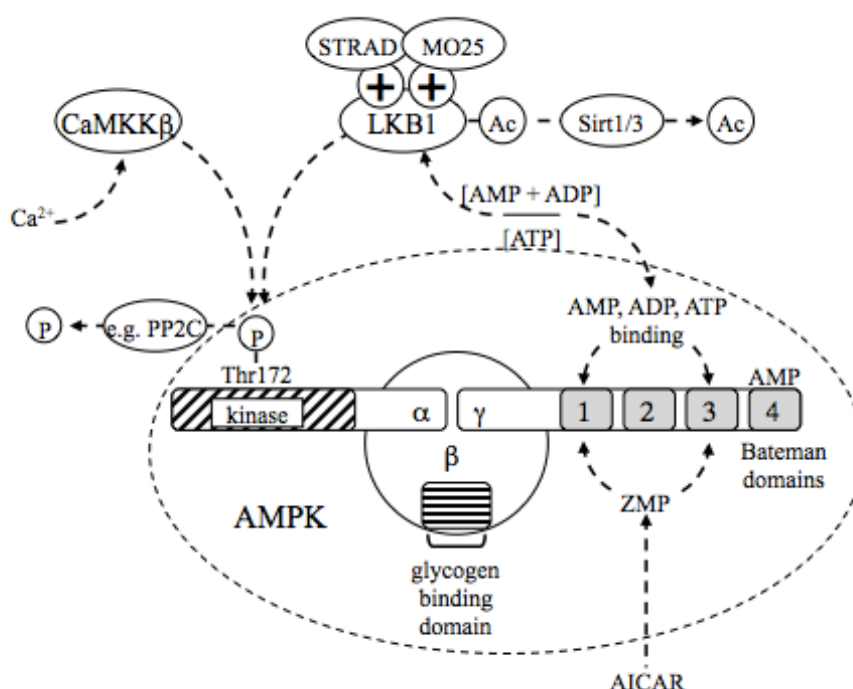 STRAD
MO25
+
+
CaMKKβ
LKB1
Ac
Sirt1/3
Ac
Ca²⁺
[AMP + ADP]
[ATP]
P
e.g. PP2C
P
AMP, ADP, ATP
binding
Thr172
AMP
kinase
α
γ
1
2
3
4
β
Bateman
domains
ZMP
AMPK
glycogen
binding
domain
AICAR